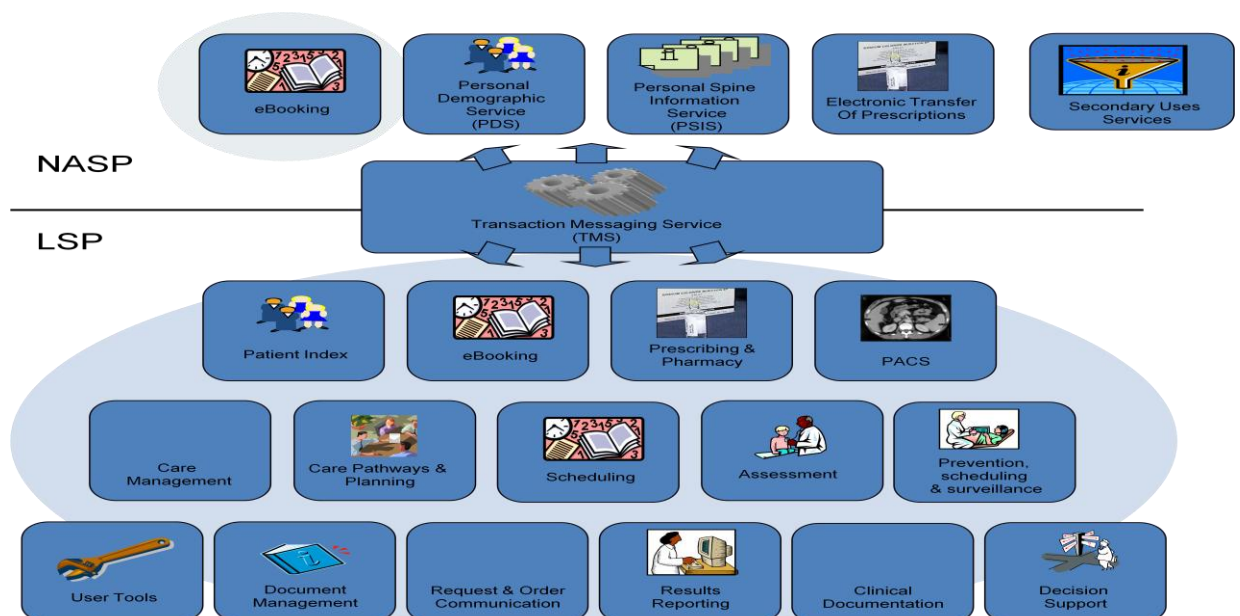 eBooking
Personal
Demographic
Service
(PDS)
Personal Spine
Information
Service
(PSIS)
Electronic Transfer
Of Prescriptions
Secondary Uses
Services
NASP
Transaction Messaging Service
(TMS)
LSP
Patient Index
eBooking
Prescribing &
Pharmacy
PACS
Care
Management
Care Pathways &
Planning
Scheduling
Assessment
Prevention,
scheduling
& surveillance
User Tools
Document
Management
Request & Order
Communication
Results
Reporting
Clinical
Documentation
Decision
Support